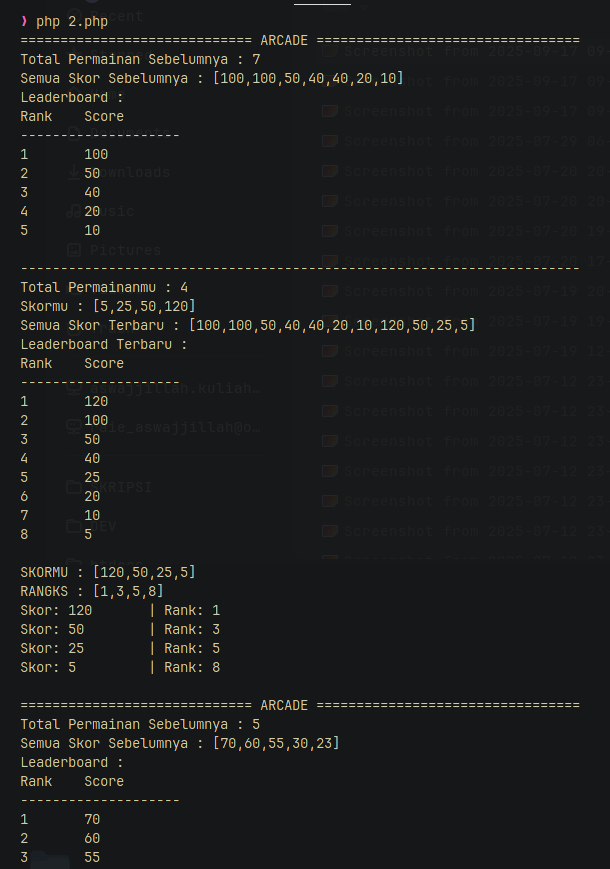 ❯ php 2.php
============================= ARCADE =================================
Total Permainan Sebelumnya : 7
Semua Skor Sebelumnya : [100,100,50,40,40,20,10]
Leaderboard :
Rank    Score
--------------------
1       100
2       50
3       40
4       20
5       10
----------------------------------------------------------------------
Total Permainanmu : 4
Skormu : [5,25,50,120]
Semua Skor Terbaru : [100,100,50,40,40,20,10,120,50,25,5]
Leaderboard Terbaru :
Rank    Score
--------------------
1       120
2       100
3       50
4       40
5       25
6       20
7       10
8       5
SKORMU : [120,50,25,5]
RANGKS : [1,3,5,8]
Skor: 120       | Rank: 1
Skor: 50        | Rank: 3
Skor: 25        | Rank: 5
Skor: 5         | Rank: 8
============================= ARCADE =================================
Total Permainan Sebelumnya : 5
Semua Skor Sebelumnya : [70,60,55,30,23]
Leaderboard :
Rank    Score
--------------------
1       70
2       60
3       55